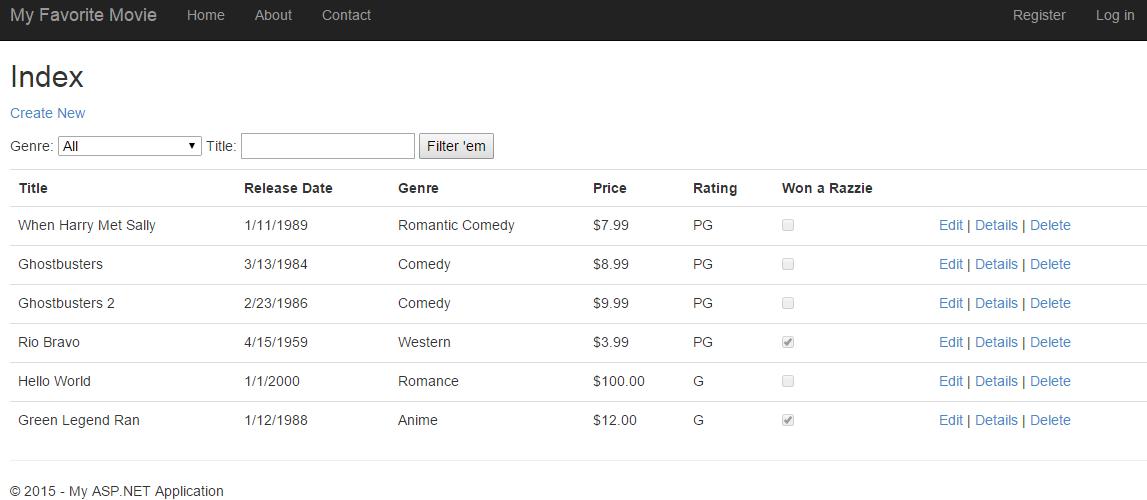 My Favorite Movie Home About Contact Register Log in
Index
Create New
Genre: All Title: Filter 'em
Title Release Date Genre Price Rating Won a Razzie
When Harry Met Sally 1/11/1989 Romantic Comedy $7.99 PG Edit | Details | Delete
Ghostbusters 3/13/1984 Comedy $8.99 PG Edit | Details | Delete
Ghostbusters 2 2/23/1986 Comedy $9.99 PG Edit | Details | Delete
Rio Bravo 4/15/1959 Western $3.99 PG Edit | Details | Delete
Hello World 1/1/2000 Romance $100.00 G Edit | Details | Delete
Green Legend Ran 1/12/1988 Anime $12.00 G Edit | Details | Delete
© 2015 - My ASP.NET Application